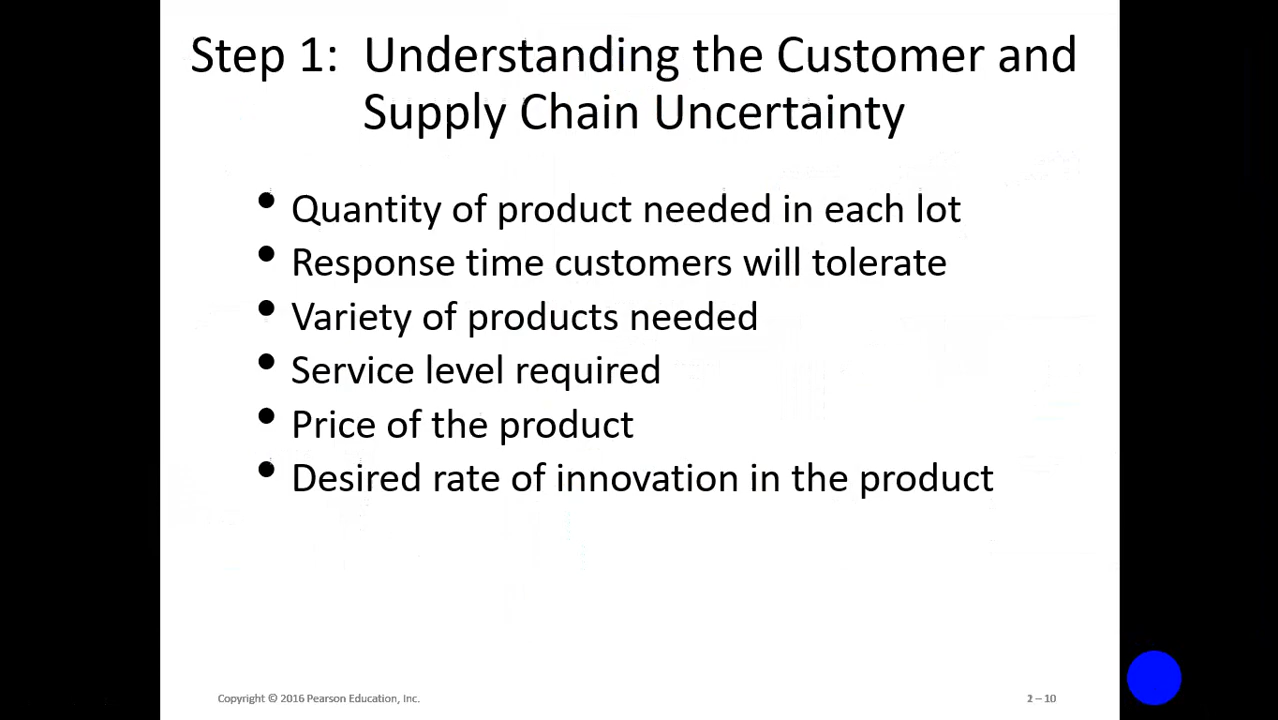 Step 1: Understanding the Customer and
Supply Chain Uncertainty
• Quantity of product needed in each lot
• Response time customers will tolerate
• Variety of products needed
• Service level required
• Price of the product
• Desired rate of innovation in the product
Copyright © 2016 Pearson Education, Inc.
2 – 10